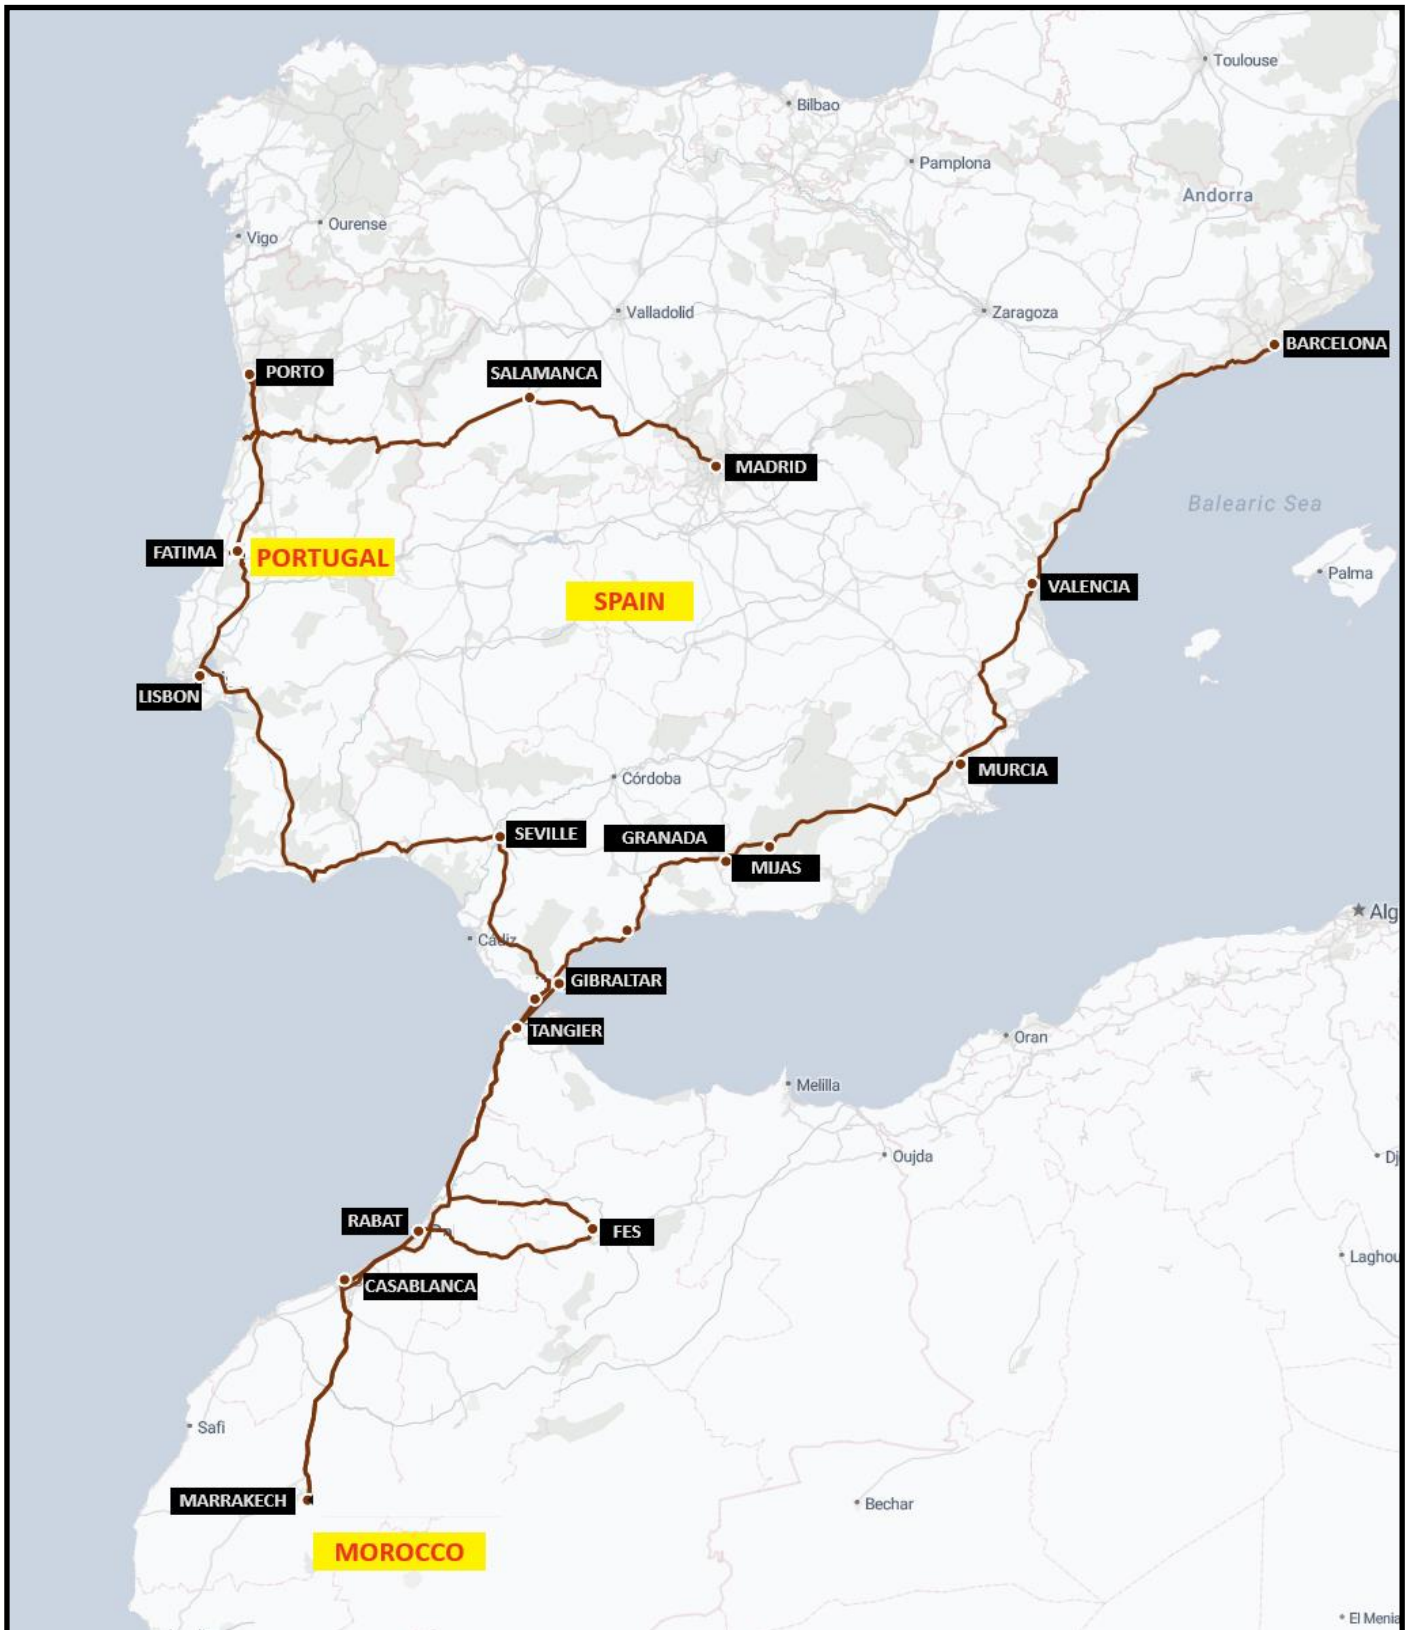 Toulouse
Bilbao
Pamplona
Andorra
Ourense
Vigo
Valladolid
Zaragoza
BARCELONA
PORTO
SALAMANCA
MADRID
Balearic Sea
FATIMA
PORTUGAL
Palma
SPAIN
VALENCIA
LISBON
MURCIA
Córdoba
SEVILLE
GRANADA
MIJAS
Alg
Cádiz
GIBRALTAR
TANGIER
Oran
Melilla
Oujda
Dj
RABAT
FES
Laghou
CASABLANCA
Safi
MARRAKECH
Bechar
MOROCCO
El Menia